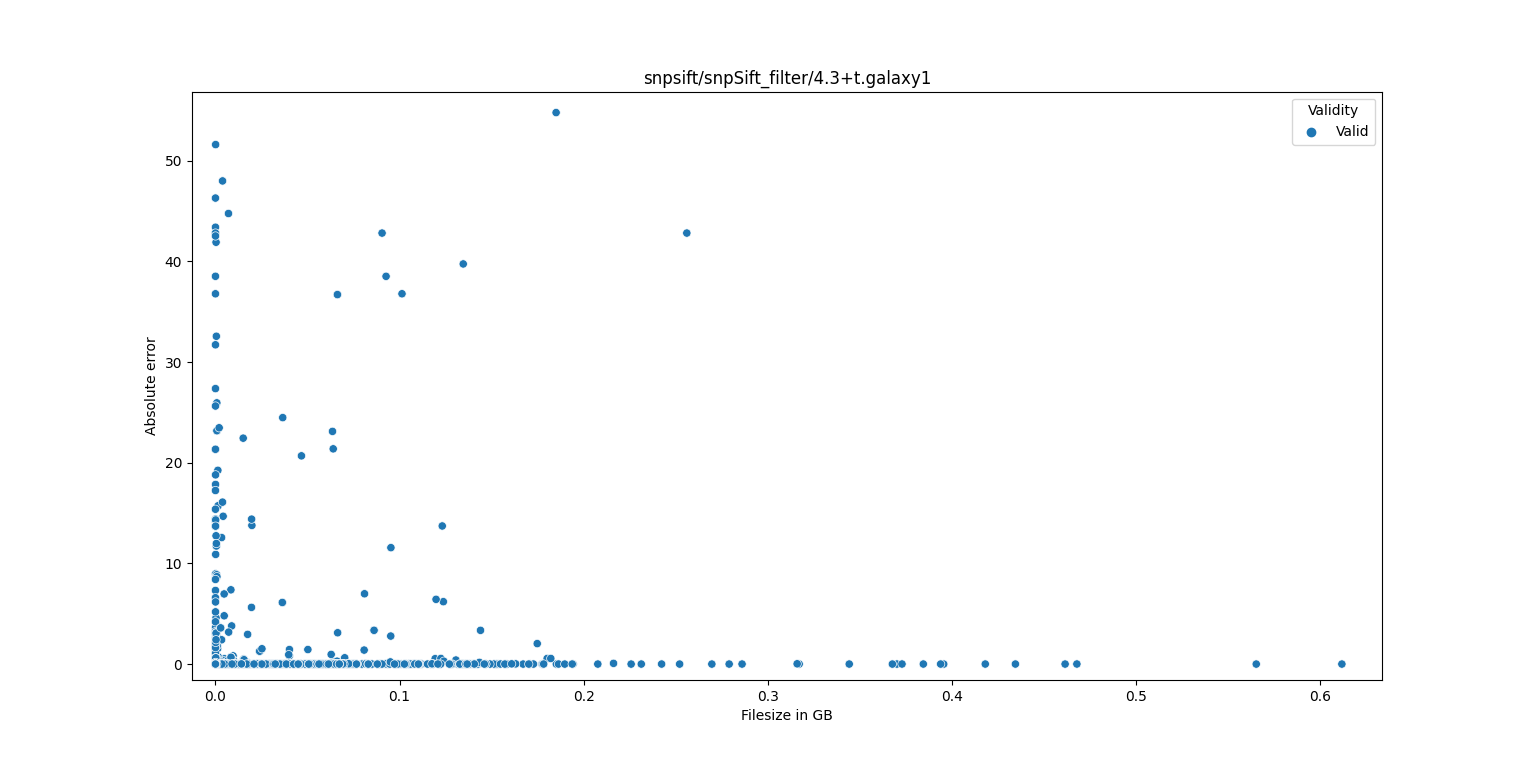 snpsift/snpSift_filter/4.3+t.galaxy1
Validity
Valid
Absolute error
50
40
30
20
10
0
0.0 0.1 0.2 0.3 0.4 0.5 0.6
Filesize in GB